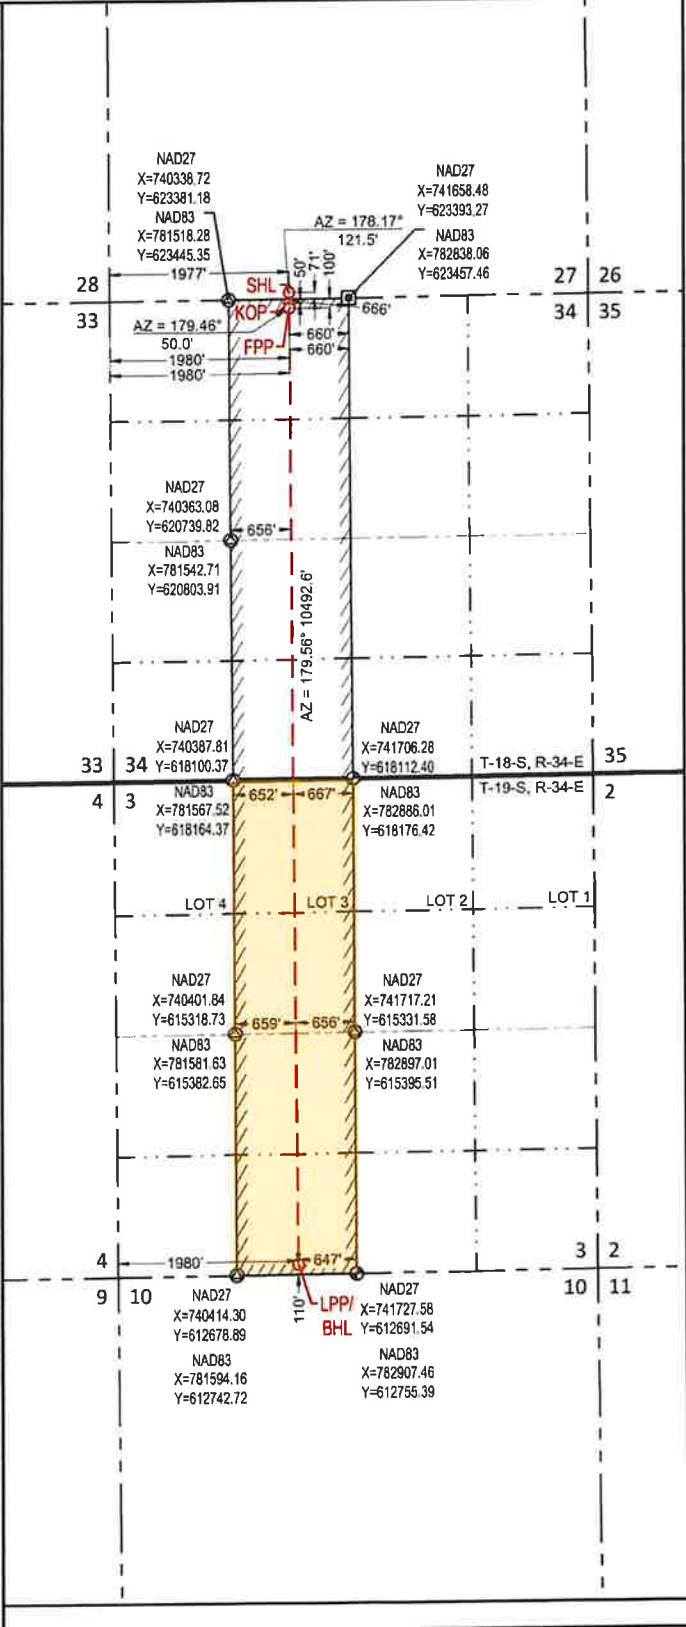 NAD27
X=740338.72
Y=623381.18
NAD83
X=781518.28
Y=623445.35
NAD27
X=741658.48
Y=623393.27
NAD83
X=782838.06
Y=623457.46
AZ = 178.17°
121.5'
1977'
50'
71'
100'
28
33
SHL
KOP
FPP
666'
27
26
34
35
AZ = 179.46°
50.0'
660'
660'
1980'
1980'
NAD27
X=740363.08
Y=620739.82
656'
NAD83
X=781542.71
Y=620803.91
AZ = 179.56° 10492.6'
NAD27
X=740387.81
Y=618100.37
NAD27
X=741706.28
Y=618112.40
33
34
T-18-S, R-34-E
35
4
3
T-19-S, R-34-E
2
NAD83
X=781567.52
Y=618164.37
652'
667'
NAD83
X=782886.01
Y=618176.42
LOT 4
LOT 3
LOT 2
LOT 1
NAD27
X=740401.84
Y=615318.73
NAD27
X=741717.21
Y=615331.58
659'
656'
NAD83
X=781581.63
Y=615382.65
NAD83
X=782897.01
Y=615395.51
4
1980'
647'
3
2
9
10
10
11
110'
LPP/
BHL
NAD27
X=740414.30
Y=612678.89
NAD83
X=781594.16
Y=612742.72
NAD27
X=741727.58
Y=612691.54
NAD83
X=782907.46
Y=612755.39